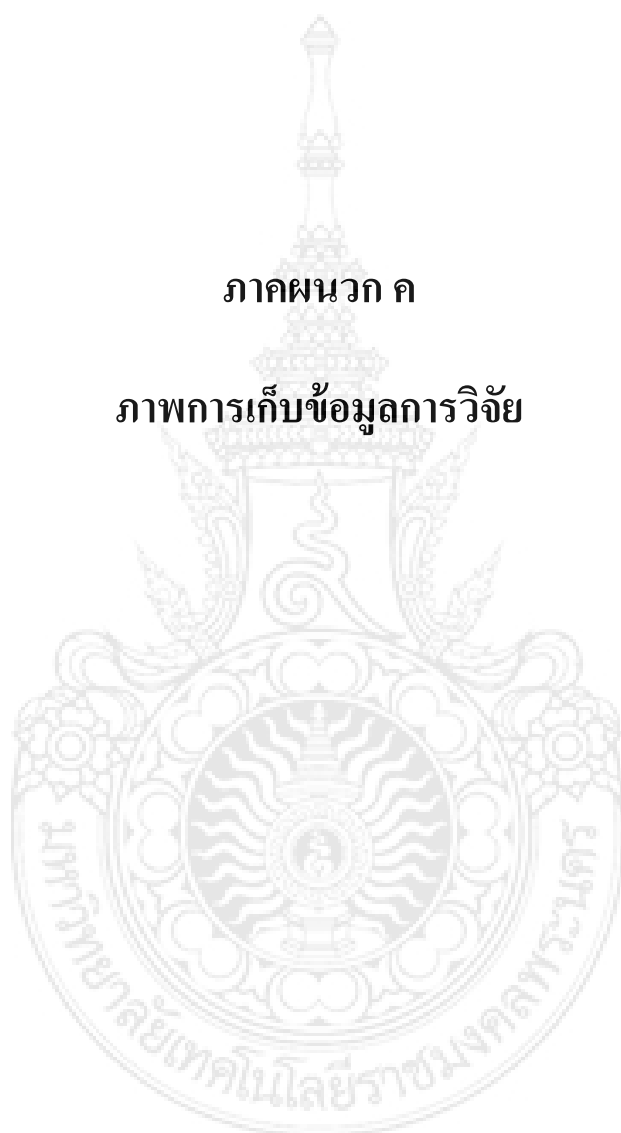 ภาคผนวก ค
ภาพการเก็บข้อมูลการวิจัย
มหาวิทยาลัยเทคโนโลยีราชมงคลพระนคร